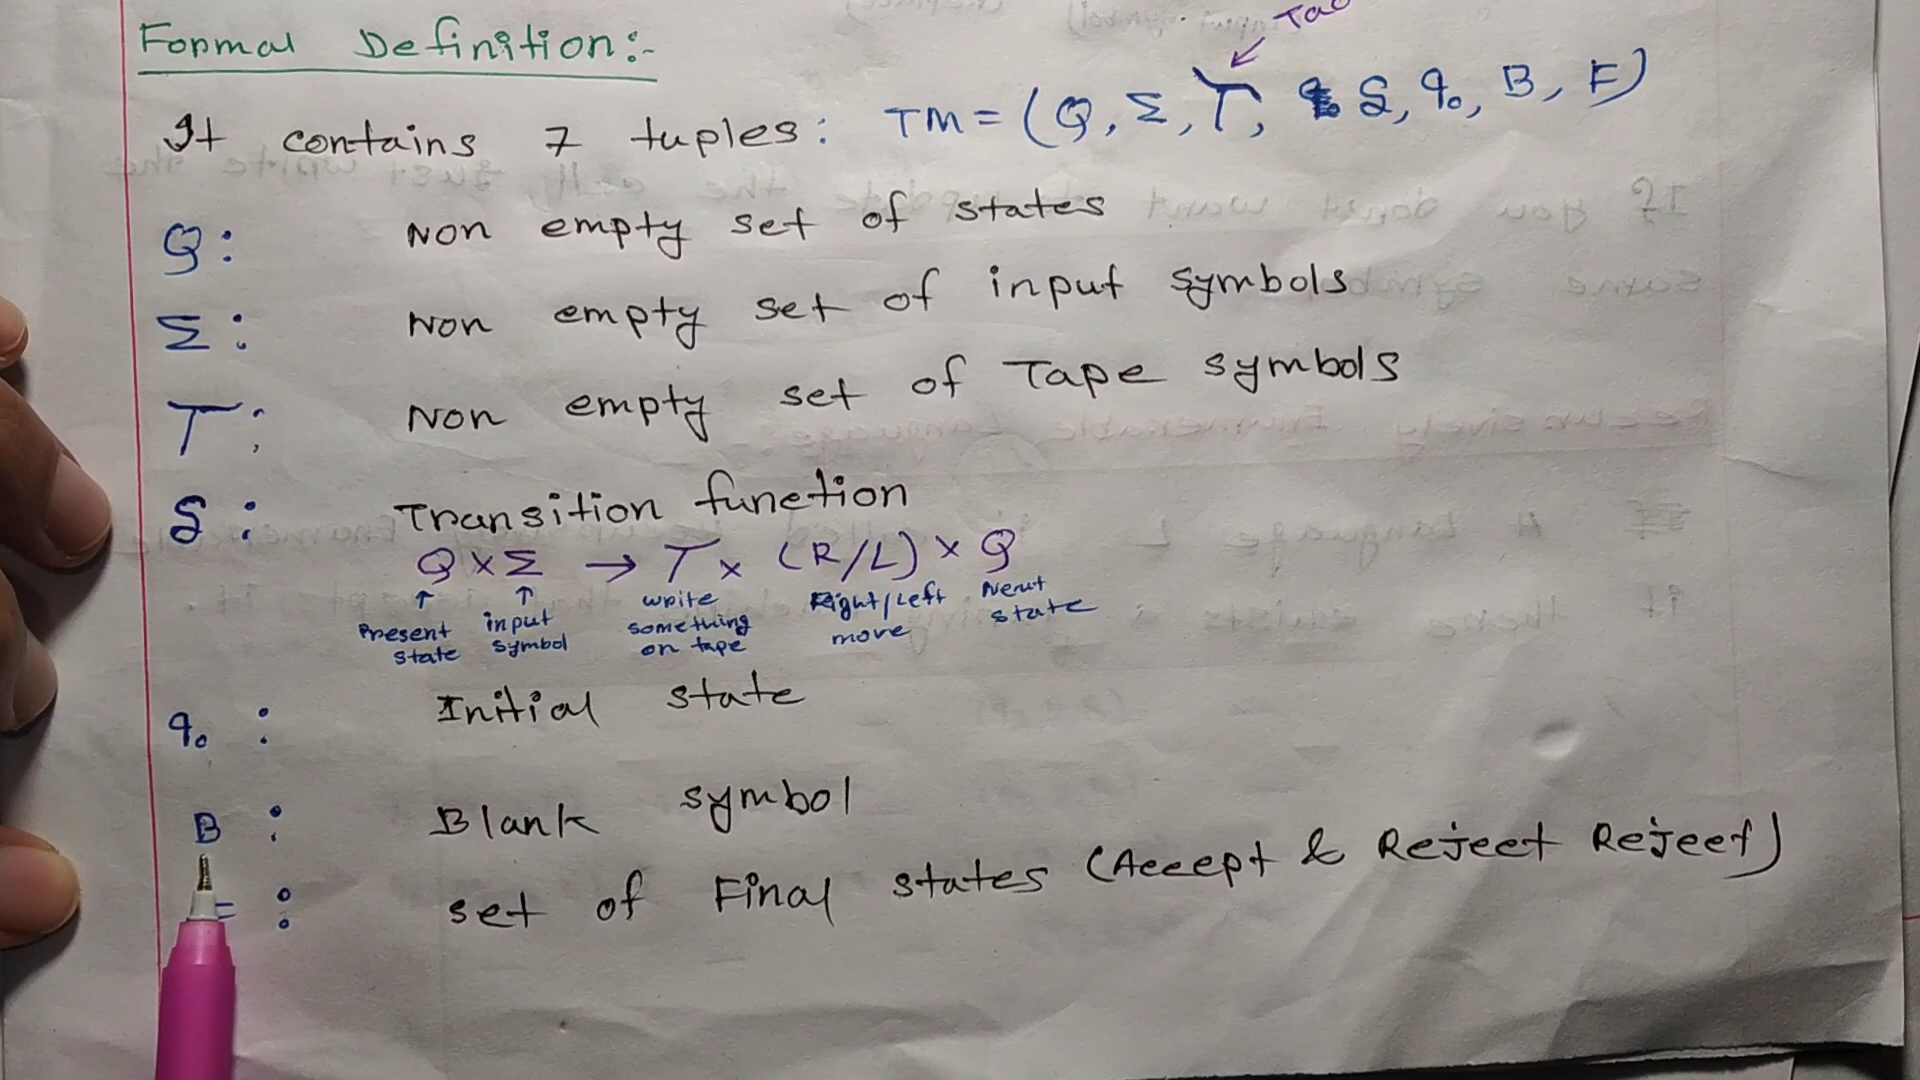 Formal Definition:-
Tao
It contains 7 tuples: TM = (Q, Σ, T, δ, q₀, B, F)
Q: Non empty set of states
Σ: Non empty set of input symbols
T: Non empty set of Tape symbols
δ: Transition function
Q × Σ → T × (R/L) × Q
↑ Present state
↑ input symbol
write something on tape
Right/Left move
Next state
q₀ : Initial state
B : Blank symbol
: set of Final states (Accept & Reject Reject)